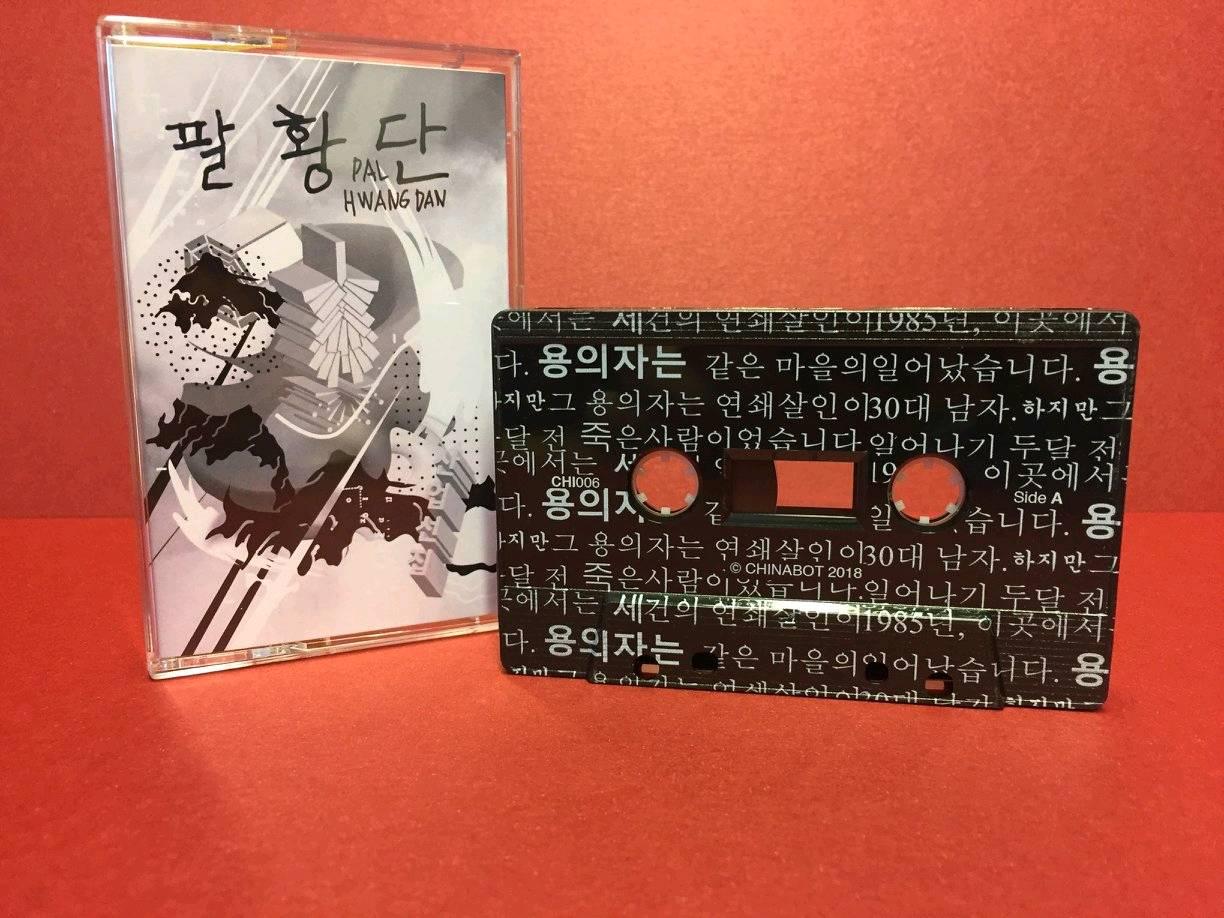 팔 황 단
PAL
HWANG DAN
에서는 세건의 연쇄살인이1985년, 이곳에서
다. 용의자는 같은 마을의일어났습니다. 용
하지만그 용의자는 연쇄살인이30대 남자.하지만그
달 전 죽은사람이었습니다.일어나기 두달 전
에서는 이곳에서
CHI006
Side A
다. 용의자 습니다. 용
지만그 용의자는 연쇄살인이30대 남자.하지만그
© CHINABOT 2018
달 전 죽은사람이었습니다.일어나기 두달 전
에서는 세건의 연쇄살인이1985년, 이곳에서
다. 용의자는 같은 마을의일어났습니다. 용